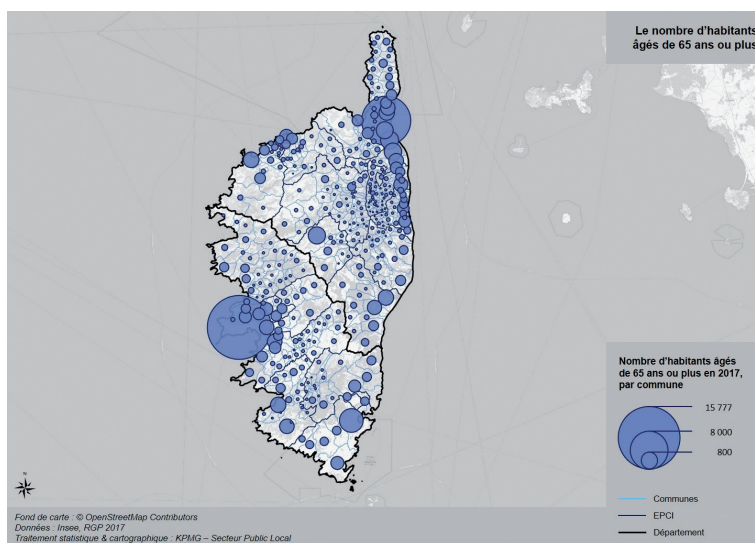 Le nombre d'habitants
âgés de 65 ans ou plus
Nombre d'habitants âgés
de 65 ans ou plus en 2017,
par commune
15 777
8 000
800
Communes
EPCI
Département
N
Fond de carte : © OpenStreetMap Contributors
Données : Insee, RGP 2017
Traitement statistique & cartographique : KPMG – Secteur Public Local